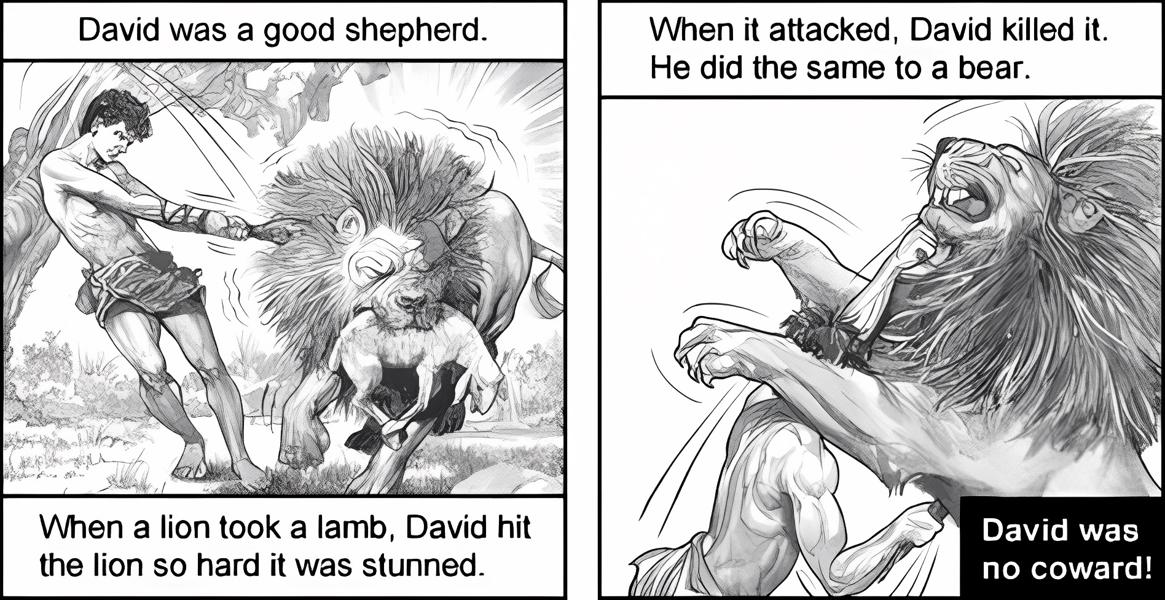 David was a good shepherd.
When a lion took a lamb, David hit
the lion so hard it was stunned.
When it attacked, David killed it.
He did the same to a bear.
David was
no coward!